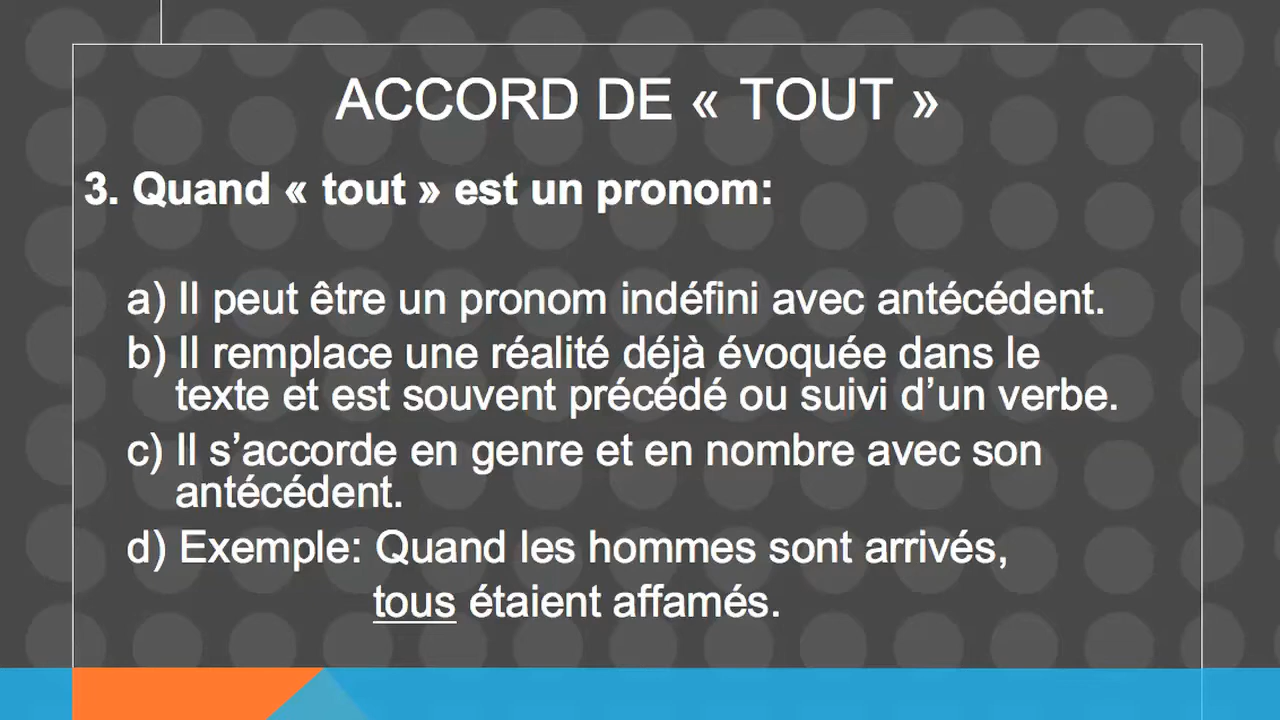 ACCORD DE « TOUT »
3. Quand « tout » est un pronom:
a) Il peut être un pronom indéfini avec antécédent.
b) Il remplace une réalité déjà évoquée dans le
texte et est souvent précédé ou suivi d’un verbe.
c) Il s’accorde en genre et en nombre avec son
antécédent.
d) Exemple: Quand les hommes sont arrivés,
tous étaient affamés.